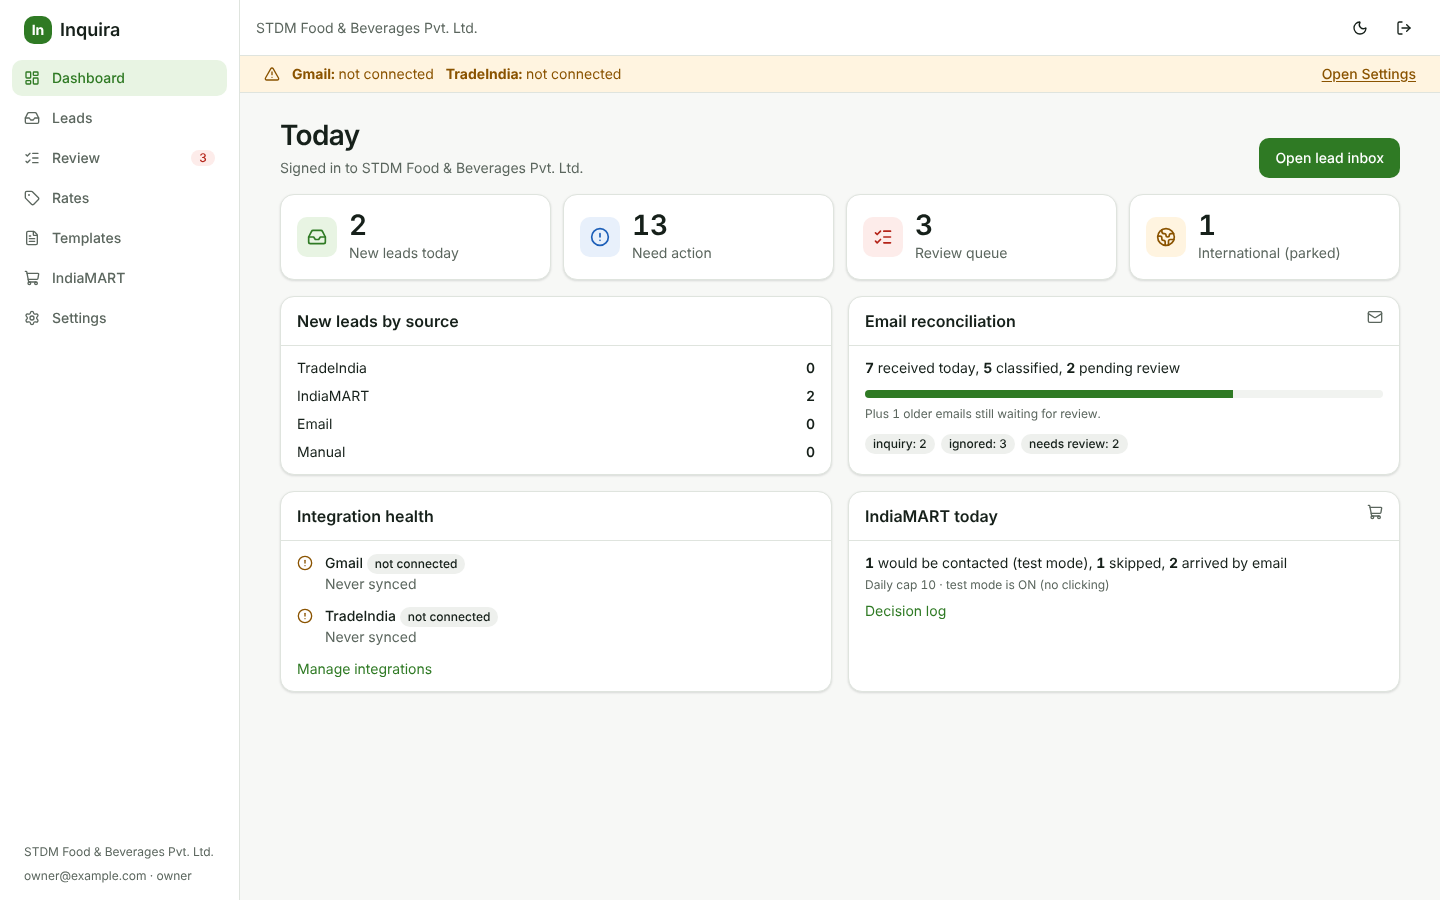 In Inquira
STDM Food & Beverages Pvt. Ltd.
Dashboard
Leads
Review 3
Rates
Templates
IndiaMART
Settings
STDM Food & Beverages Pvt. Ltd.
owner@example.com · owner
Gmail: not connected TradeIndia: not connected Open Settings
Today
Signed in to STDM Food & Beverages Pvt. Ltd.
Open lead inbox
2
New leads today
13
Need action
3
Review queue
1
International (parked)
New leads by source
TradeIndia 0
IndiaMART 2
Email 0
Manual 0
Email reconciliation
7 received today, 5 classified, 2 pending review
Plus 1 older emails still waiting for review.
inquiry: 2 ignored: 3 needs review: 2
Integration health
Gmail not connected
Never synced
TradeIndia not connected
Never synced
Manage integrations
IndiaMART today
1 would be contacted (test mode), 1 skipped, 2 arrived by email
Daily cap 10 · test mode is ON (no clicking)
Decision log